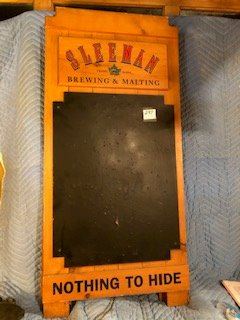 SLEEMAN
BREWING & MALTING
NOTHING TO HIDE